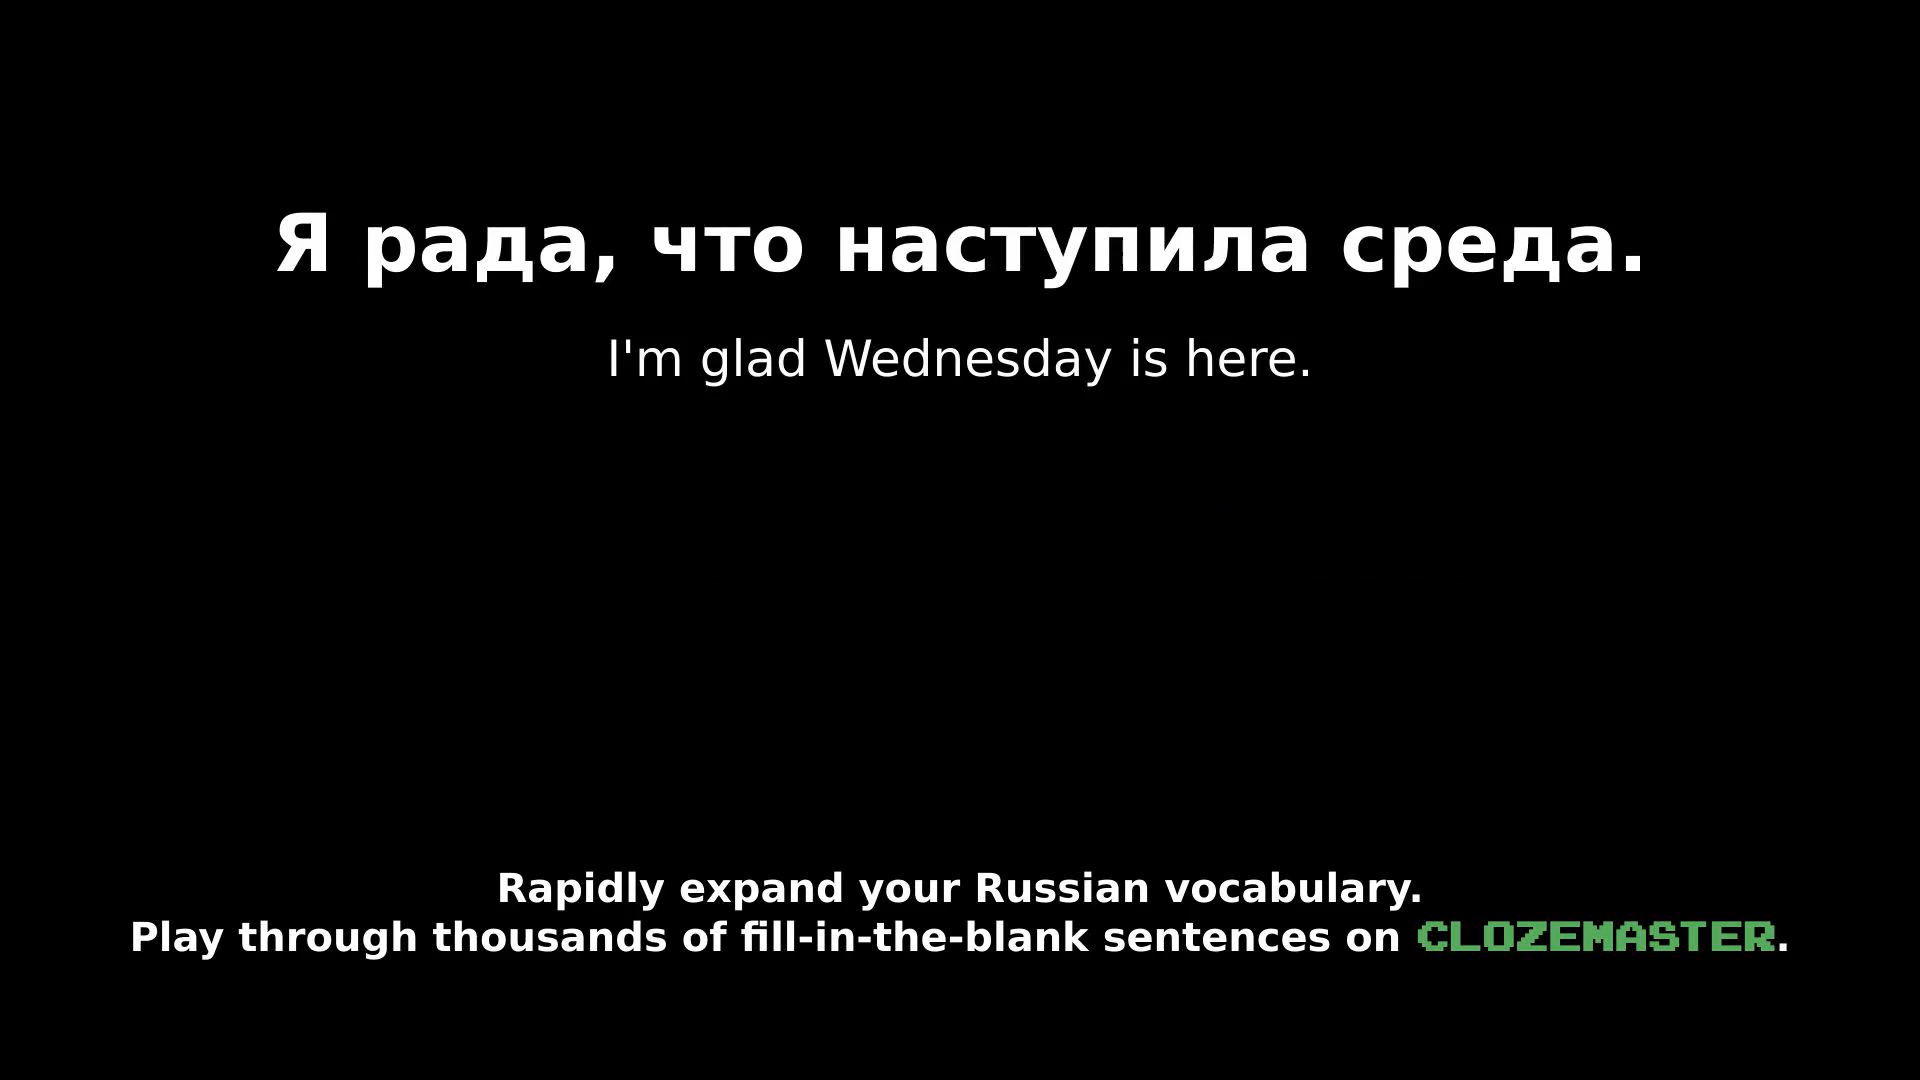 Я рада, что наступила среда.
I'm glad Wednesday is here.
Rapidly expand your Russian vocabulary.
Play through thousands of fill-in-the-blank sentences on CLOZEMASTER.